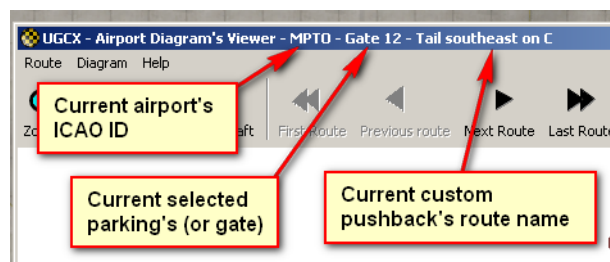 UGCX - Airport Diagram's Viewer - MPTO - Gate 12 - Tail southeast on C
Route Diagram Help
Current airport's
ICAO ID
First Route Previous route Next Route Last Route
Current selected
parking's (or gate)
Current custom
pushback's route name